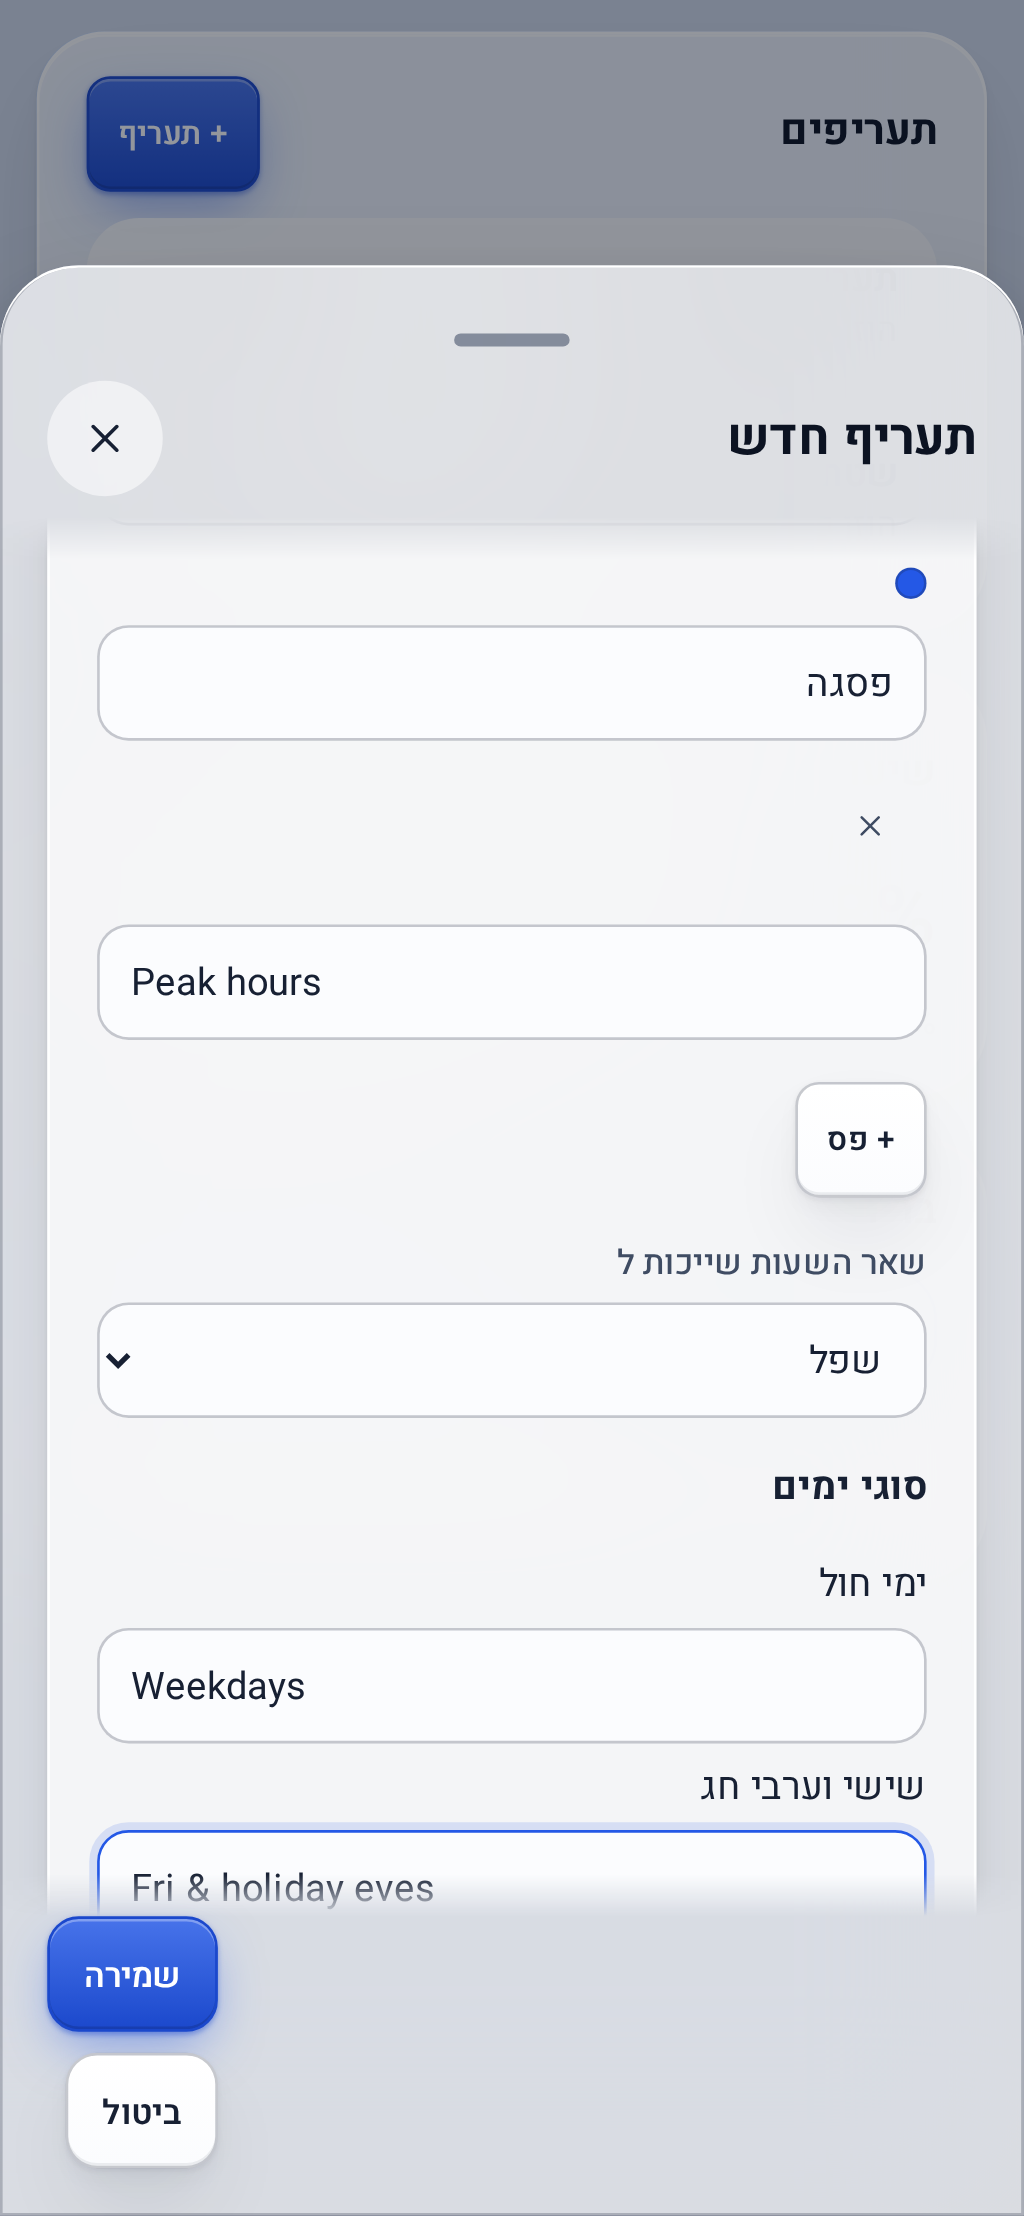 תעריפים
+ תעריף
תעריף חדש
פסגה
Peak hours
+ פס
שאר השעות שייכות ל
שפל
סוגי ימים
ימי חול
Weekdays
שישי וערבי חג
Fri & holiday eves
שמירה
ביטול